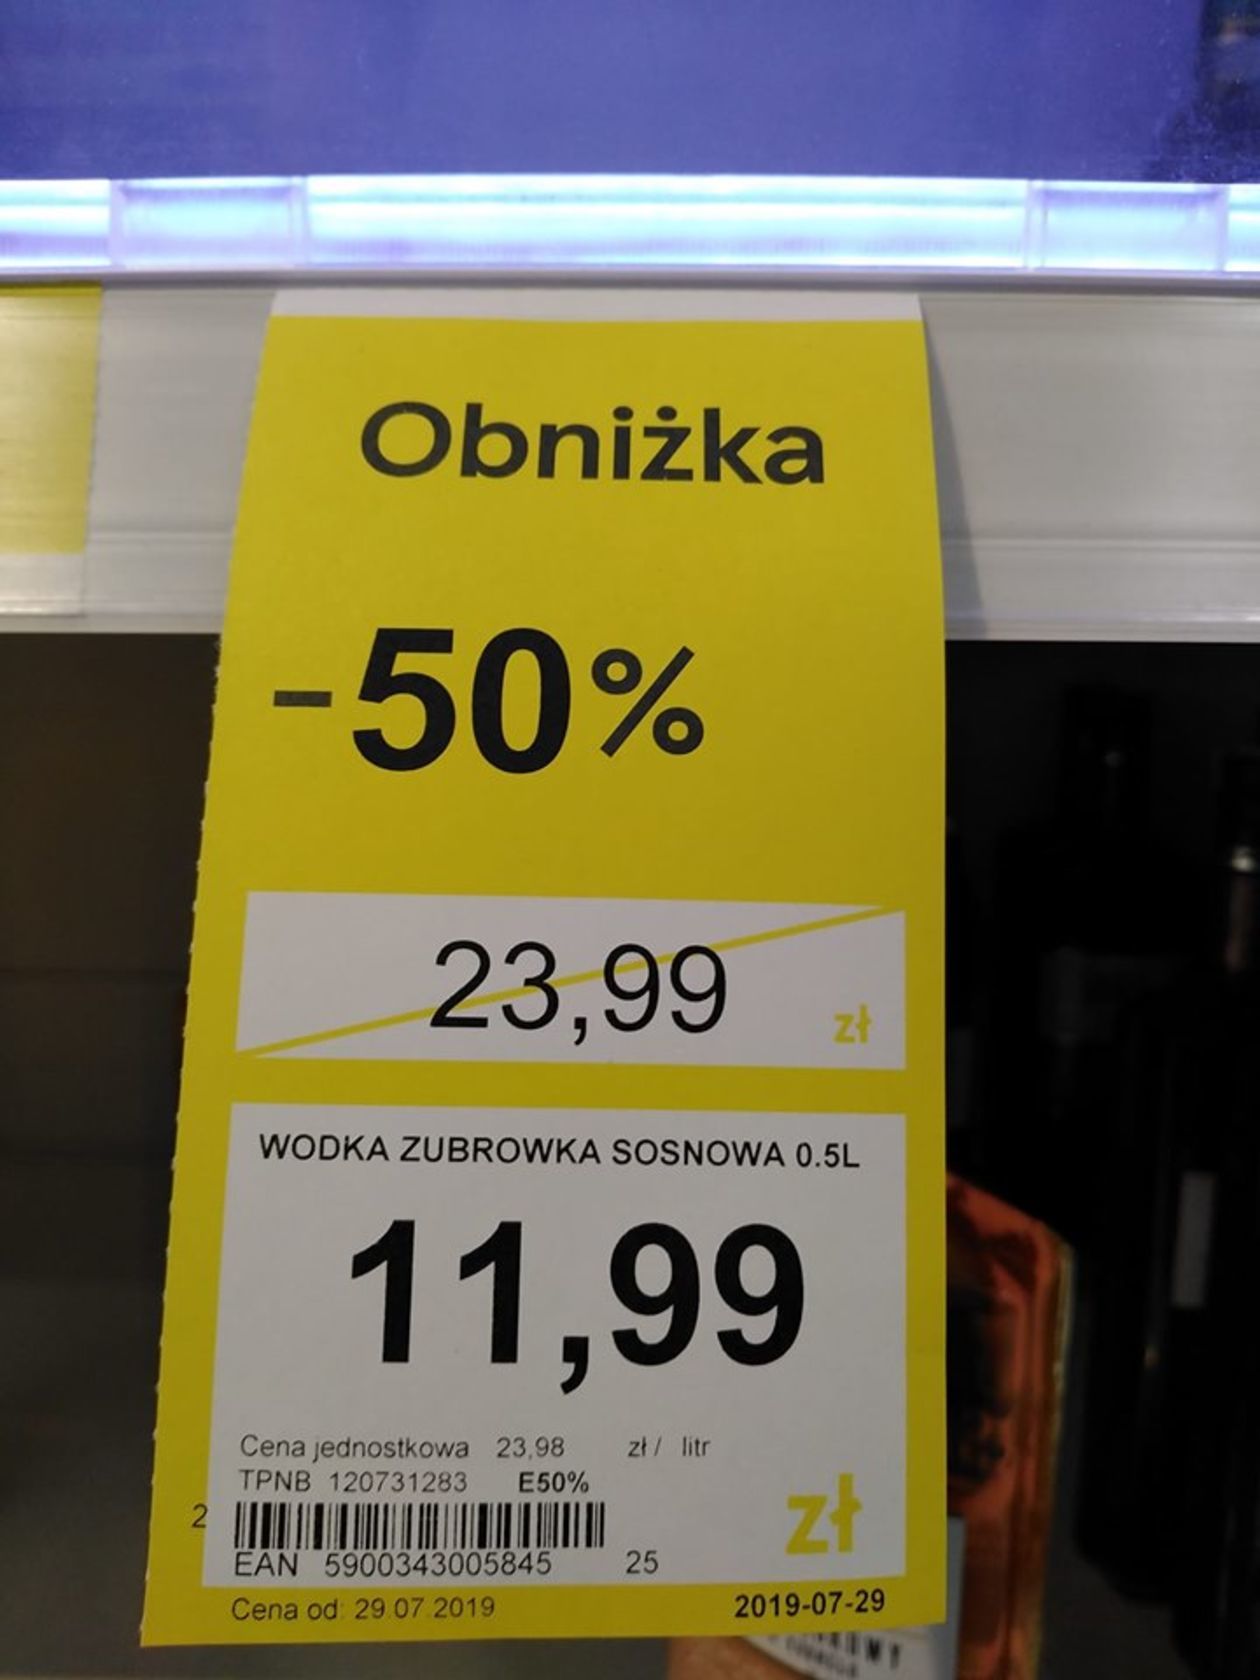 Obniżka
-50%
23,99 zł
WODKA ZUBROWKA SOSNOWA 0.5L
11,99
Cena jednostkowa 23,98 zł / litr
TPNB 120731283 E50%
zł
2
EAN 5900343005845 25
Cena od: 29.07.2019 2019-07-29